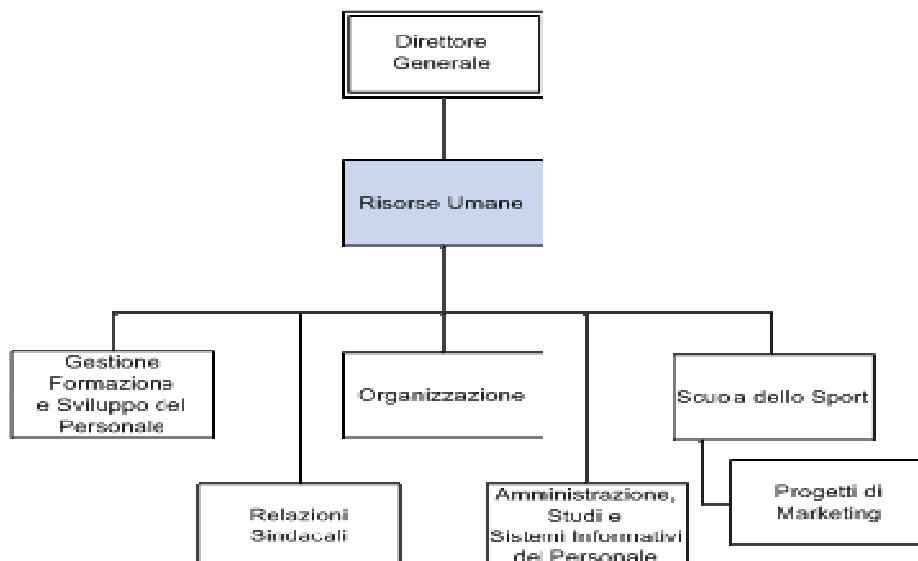 Direttore
Generale
Risorse Umane
Gestione
Formazione
e Sviluppo del
Personale
Organizzazione
Scuola dello Sport
Relazioni
Sindacali
Amministrazione,
Studi e
Sistemi Informativi
del Personale
Progetti di
Marketing